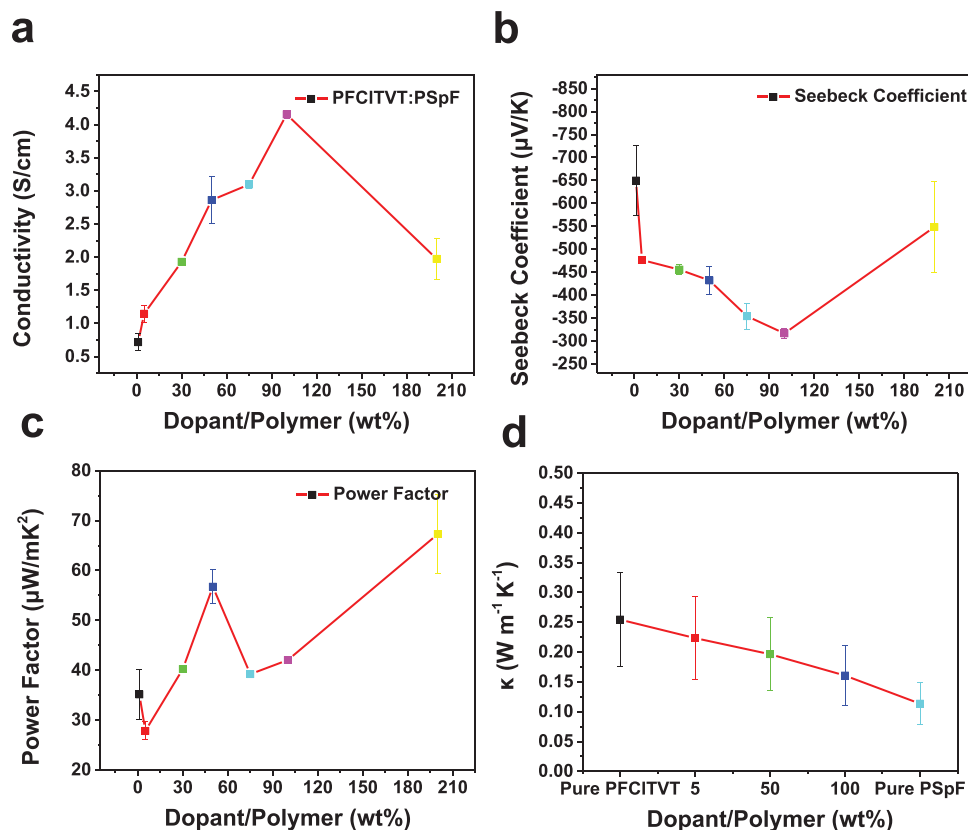 a
4.5
4.0
3.5
3.0
2.5
2.0
1.5
1.0
0.5
Conductivity (S/cm)
PFClTVT:PSpF
0 30 60 90 120 150 180 210
Dopant/Polymer (wt%)
b
-850
-800
-750
-700
-650
-600
-550
-500
-450
-400
-350
-300
-250
Seebeck Coefficient (μV/K)
Seebeck Coefficient
0 30 60 90 120 150 180 210
Dopant/Polymer (wt%)
c
80
70
60
50
40
30
20
Power Factor (μW/mK²)
Power Factor
0 30 60 90 120 150 180 210
Dopant/Polymer (wt%)
d
0.50
0.45
0.40
0.35
0.30
0.25
0.20
0.15
0.10
0.05
0.00
κ (W m⁻¹ K⁻¹)
Pure PFClTVT 5 50 100 Pure PSpF
Dopant/Polymer (wt%)